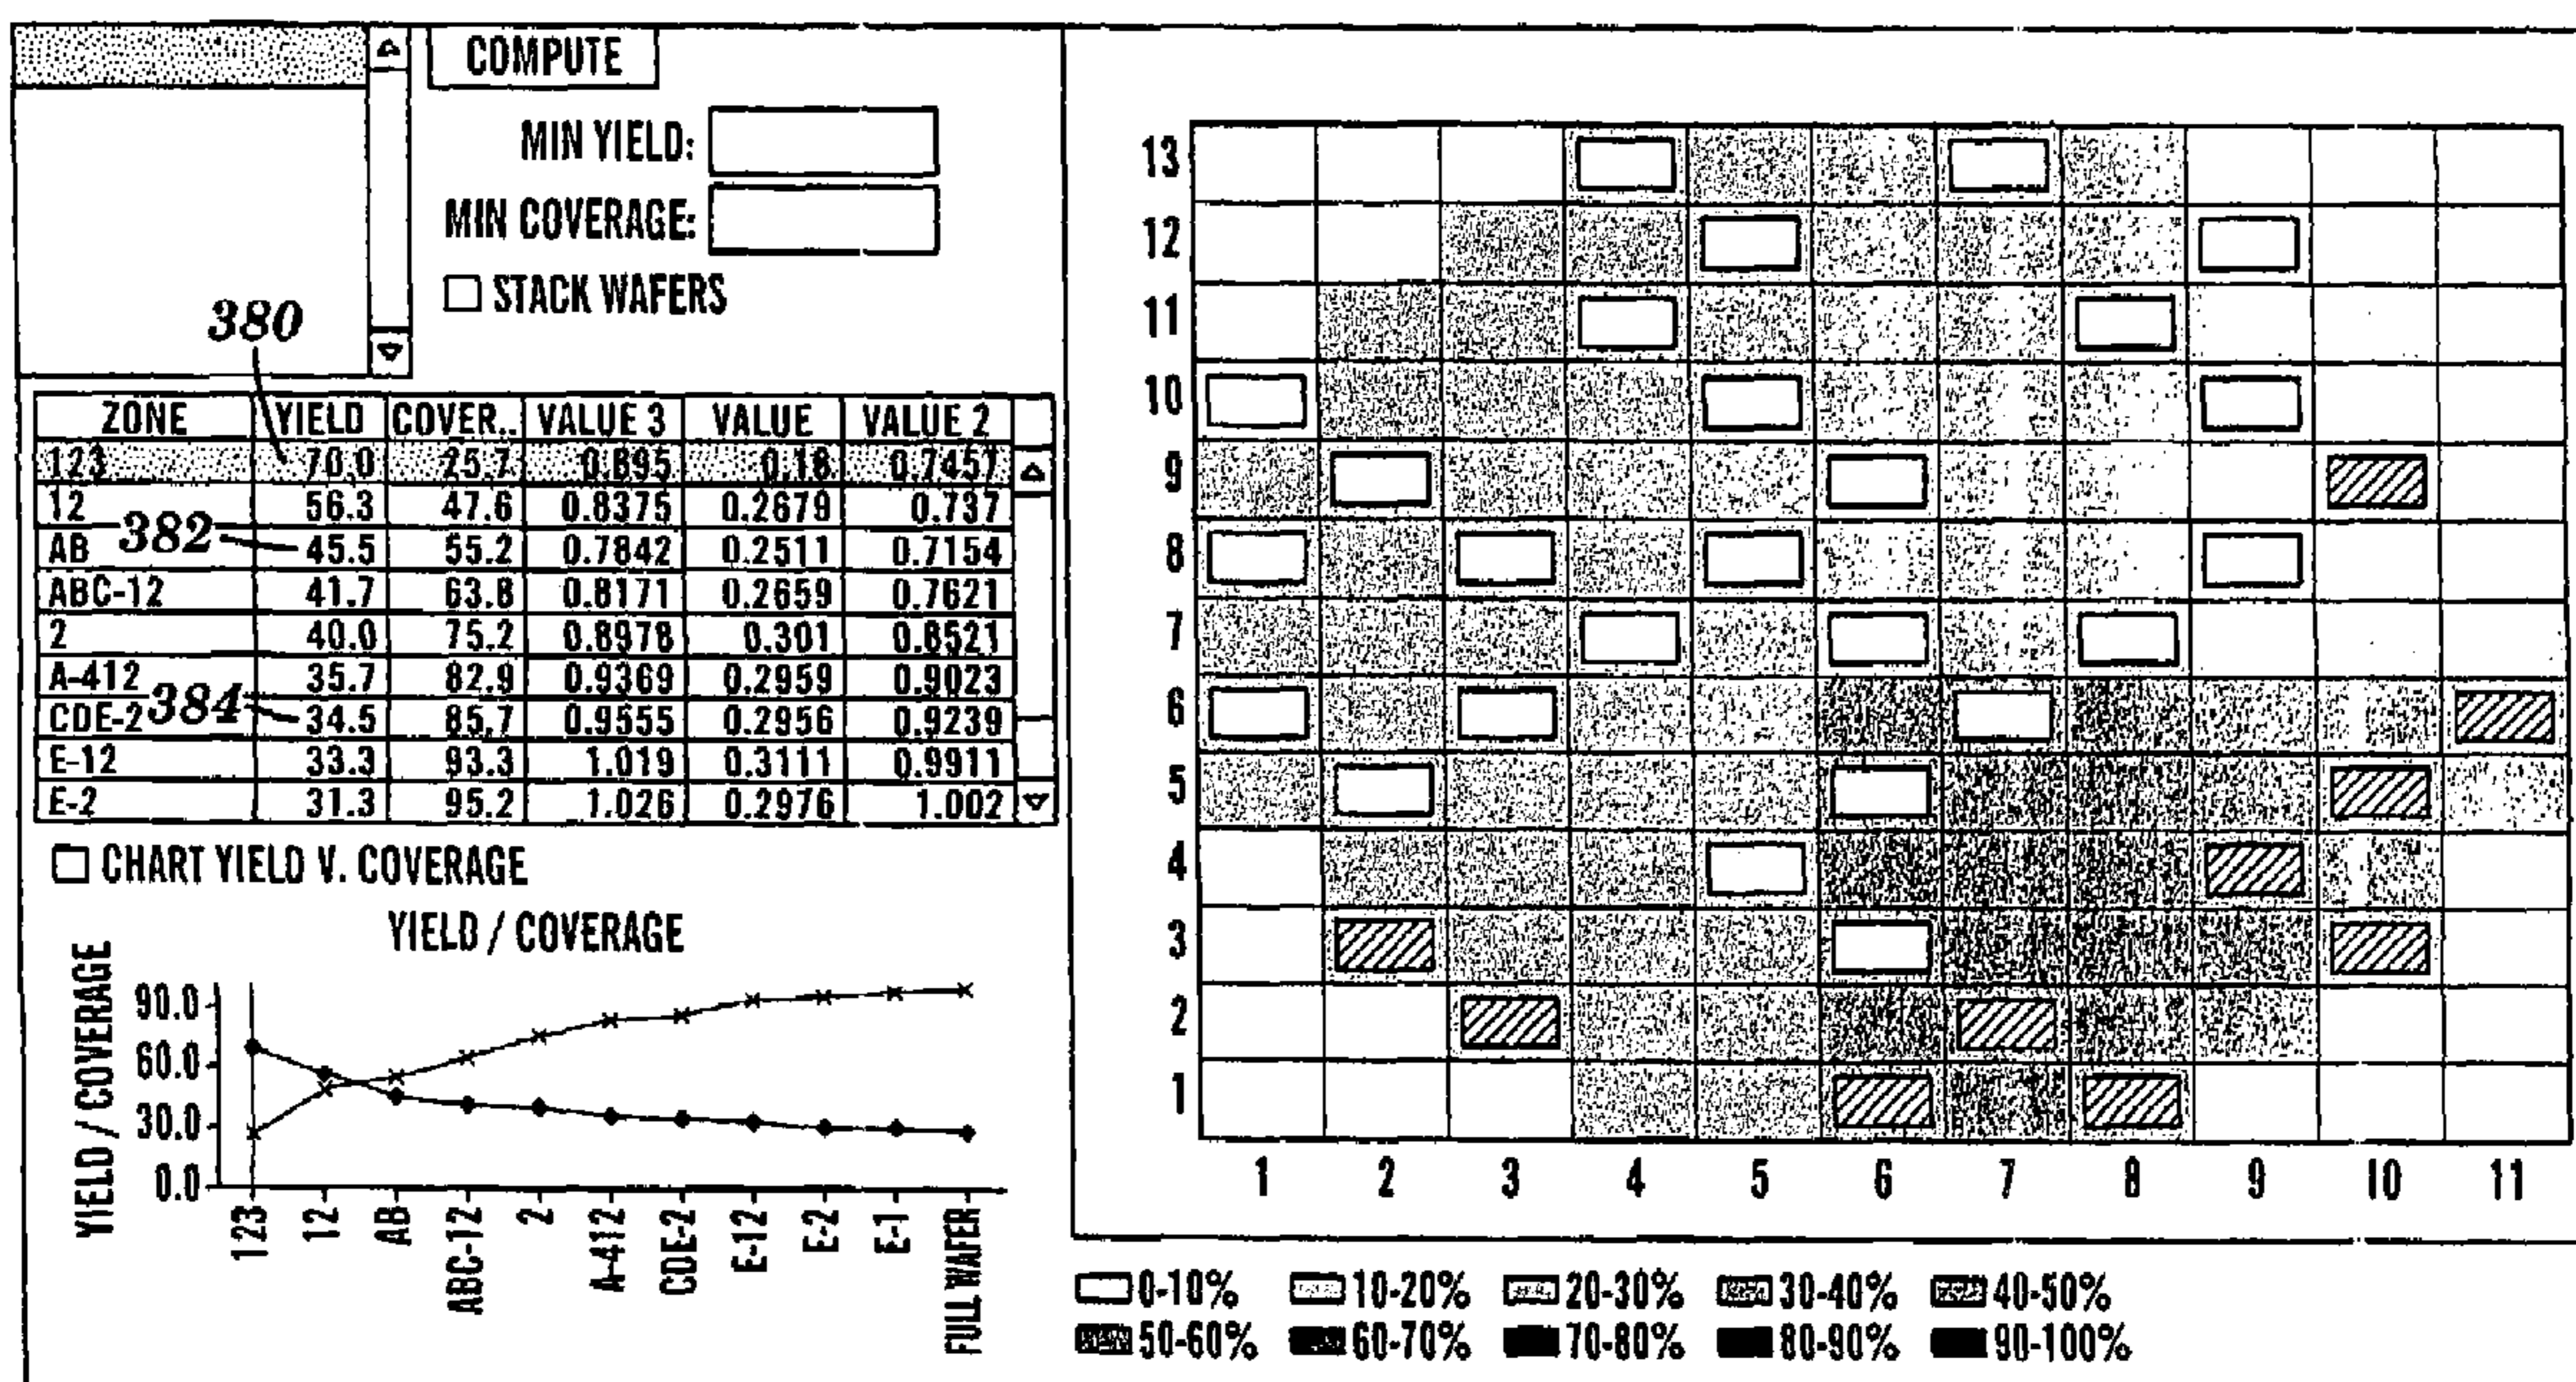 COMPUTE
MIN YIELD:
MIN COVERAGE:
STACK WAFERS
380
ZONE YIELD COVER.. VALUE 3 VALUE VALUE 2
123 70.0 25.7 0.895 0.18 0.7457
12 56.3 47.6 0.8375 0.2679 0.737
AB 382 45.5 55.2 0.7842 0.2511 0.7154
ABC-12 41.7 63.8 0.8171 0.2659 0.7621
2 40.0 75.2 0.8978 0.301 0.8521
A-412 35.7 82.9 0.9369 0.2959 0.9023
CDE-2 384 34.5 85.7 0.9555 0.2956 0.9239
E-12 33.3 93.3 1.019 0.3111 0.9911
E-2 31.3 95.2 1.026 0.2976 1.002
CHART YIELD V. COVERAGE
YIELD / COVERAGE
YIELD / COVERAGE
90.0
60.0
30.0
0.0
123 12 AB ABC-12 2 A-412 CDE-2 E-12 E-2 E-1 FULL WAFER
13
12
11
10
9
8
7
6
5
4
3
2
1
1 2 3 4 5 6 7 8 9 10 11
0-10% 10-20% 20-30% 30-40% 40-50%
50-60% 60-70% 70-80% 80-90% 90-100%